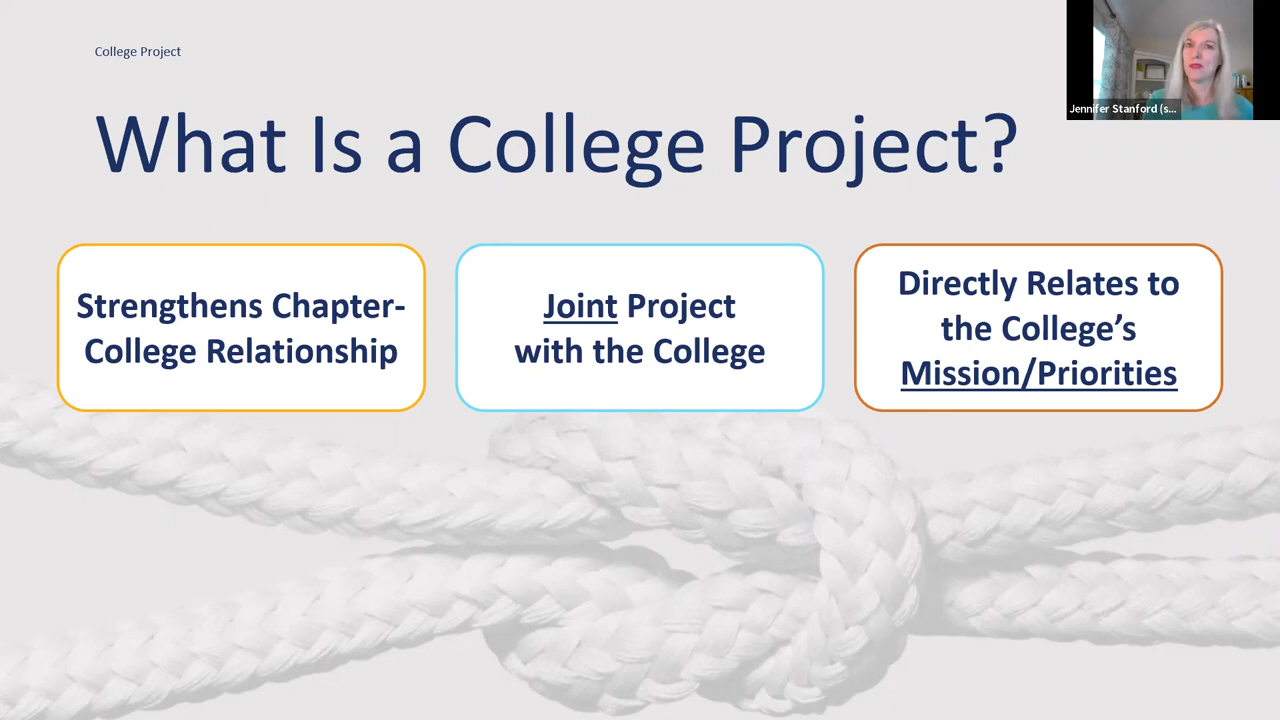 College Project
Jennifer Stanford (s...
What Is a College Project?
Strengthens Chapter-
College Relationship
Joint Project
with the College
Directly Relates to
the College’s
Mission/Priorities